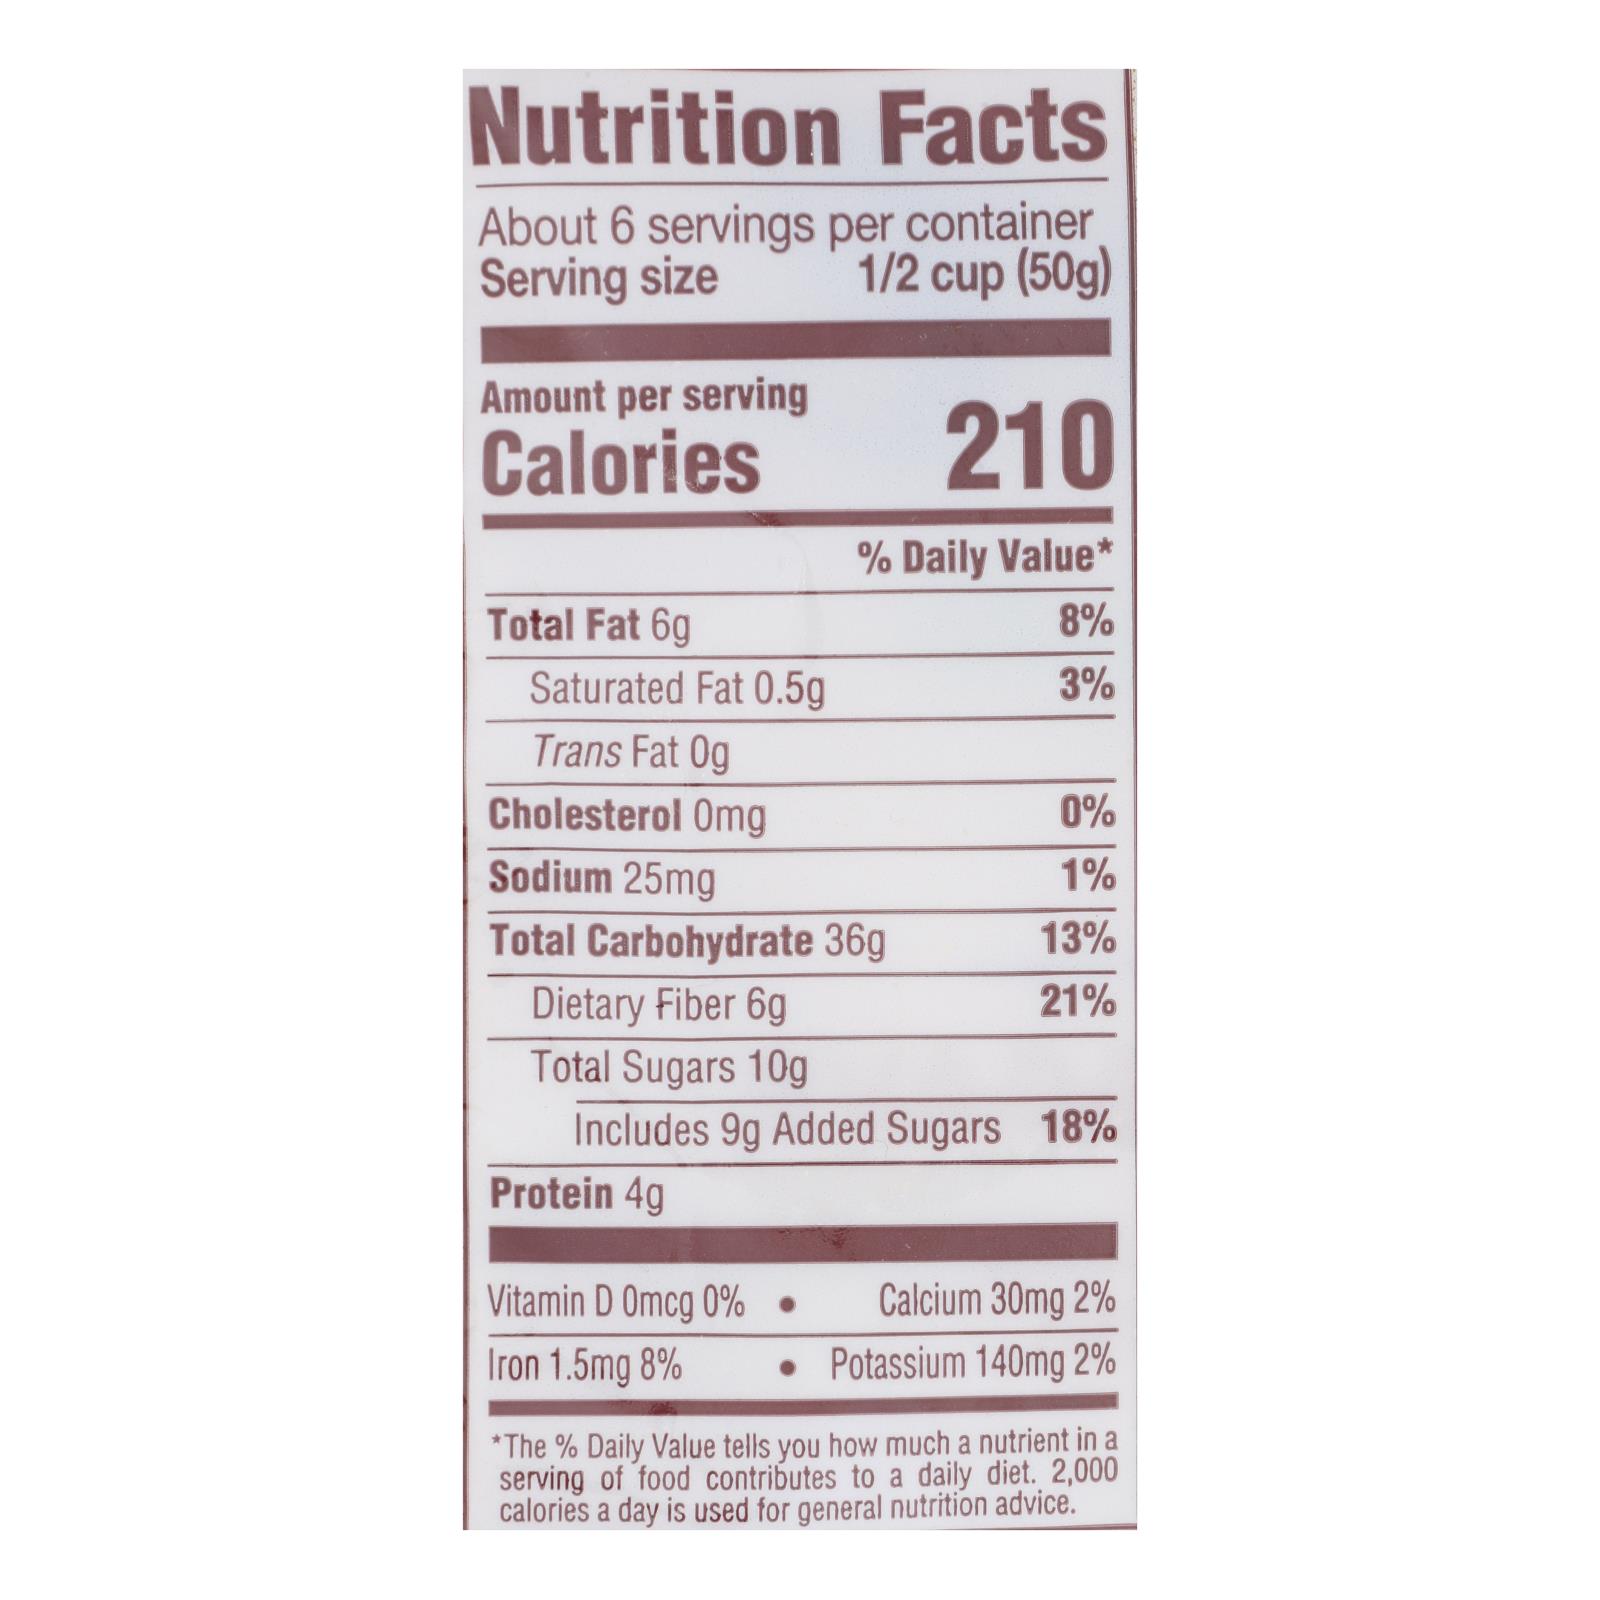 Nutrition Facts
About 6 servings per container
Serving size 1/2 cup (50g)
Amount per serving
Calories 210
% Daily Value*
Total Fat 6g 8%
Saturated Fat 0.5g 3%
Trans Fat 0g
Cholesterol 0mg 0%
Sodium 25mg 1%
Total Carbohydrate 36g 13%
Dietary Fiber 6g 21%
Total Sugars 10g
Includes 9g Added Sugars 18%
Protein 4g
Vitamin D 0mcg 0% • Calcium 30mg 2%
Iron 1.5mg 8% • Potassium 140mg 2%
*The % Daily Value tells you how much a nutrient in a
serving of food contributes to a daily diet. 2,000
calories a day is used for general nutrition advice.